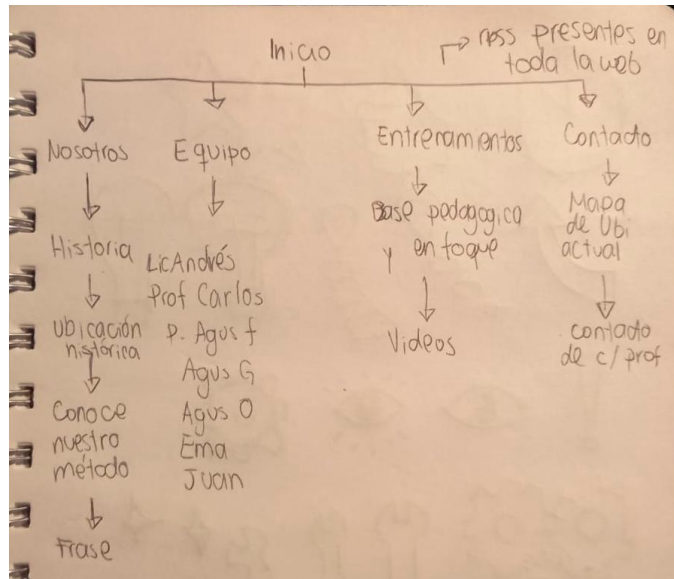 Inicio
→ rrss presentes en
toda la web
Nosotros
Historia
Ubicación
histórica
Conoce
nuestro
método
Frase
Equipo
Lic Andrés
Prof Carlos
P. Agus f
Agus G
Agus O
Ema
Juan
Entrenamientos
Base pedagogica
y enfoque
Videos
Contacto
Mapa
de Ubi
actual
contacto
de c/prof